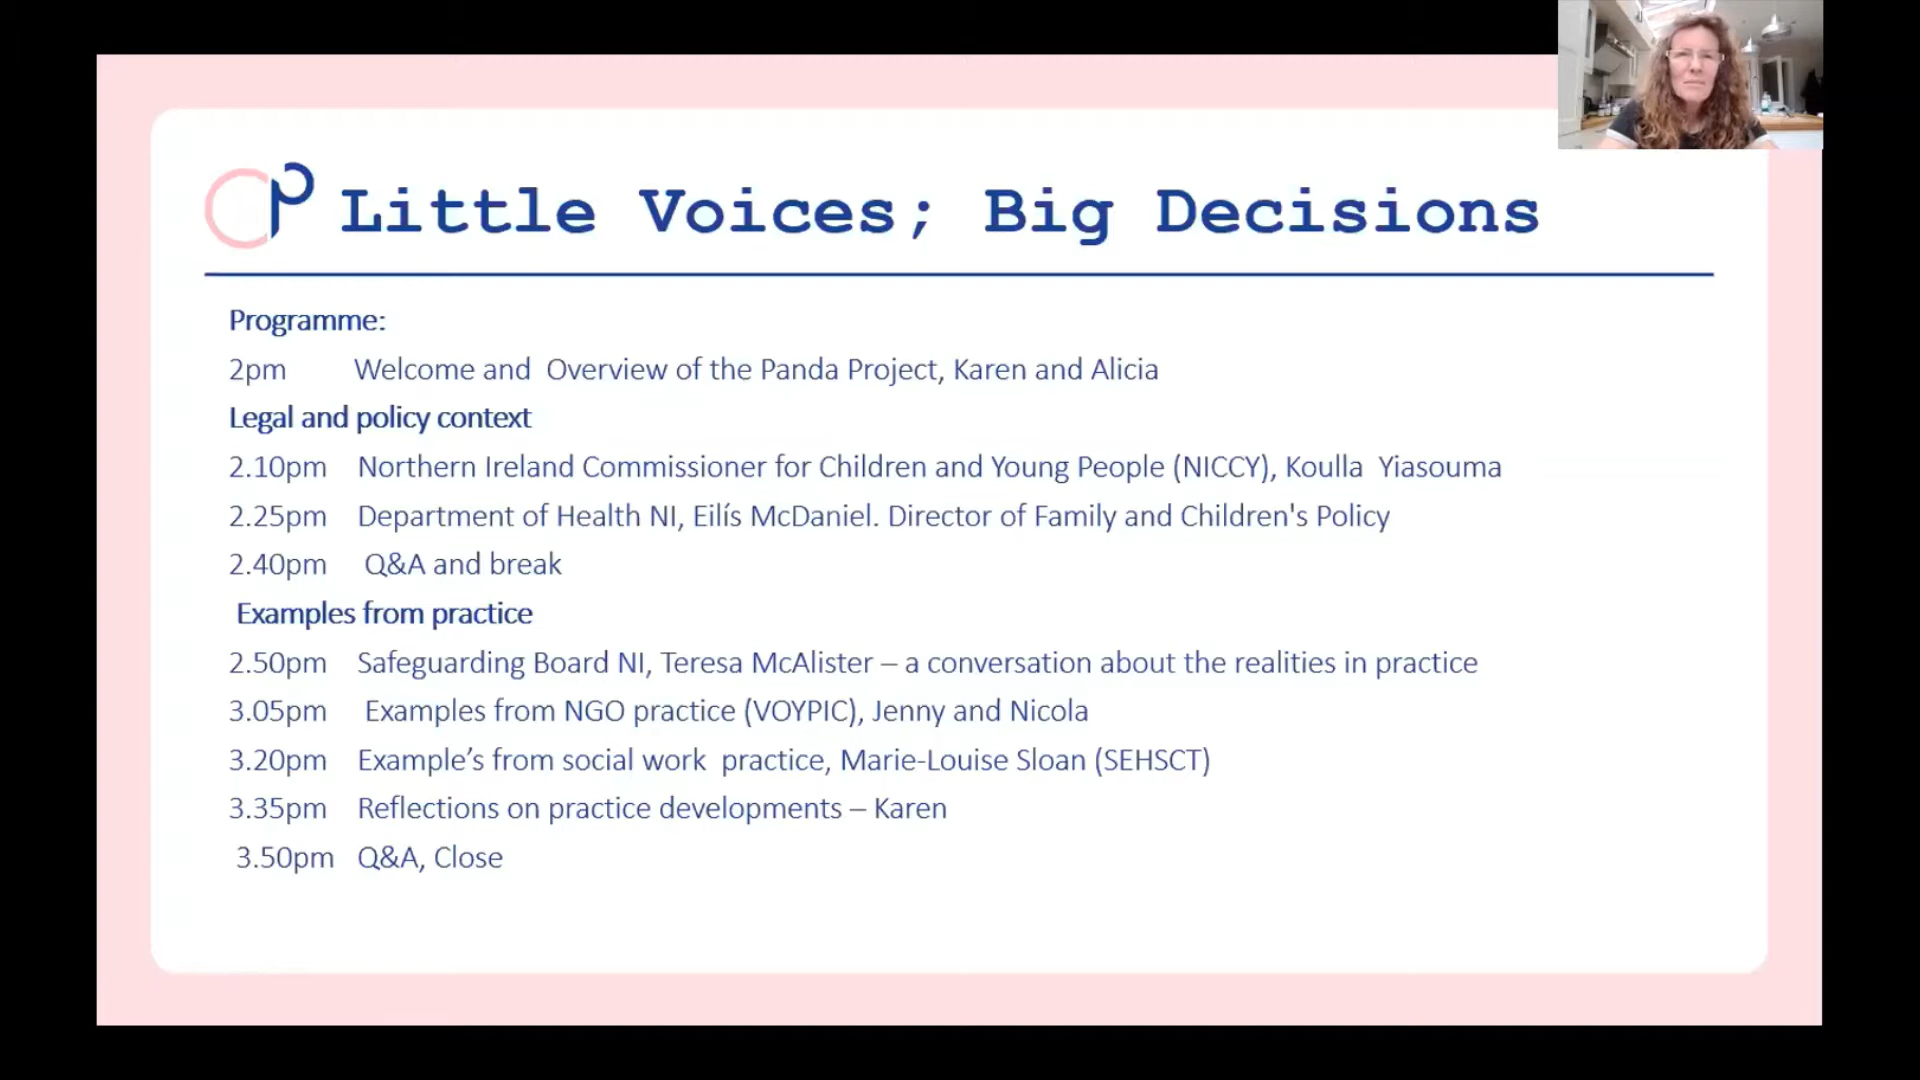 Little Voices; Big Decisions
Programme:
2pm Welcome and Overview of the Panda Project, Karen and Alicia
Legal and policy context
2.10pm Northern Ireland Commissioner for Children and Young People (NICCY), Koulla Yiasouma
2.25pm Department of Health NI, Eilís McDaniel. Director of Family and Children's Policy
2.40pm Q&A and break
Examples from practice
2.50pm Safeguarding Board NI, Teresa McAlister – a conversation about the realities in practice
3.05pm Examples from NGO practice (VOYPIC), Jenny and Nicola
3.20pm Example’s from social work practice, Marie-Louise Sloan (SEHSCT)
3.35pm Reflections on practice developments – Karen
3.50pm Q&A, Close